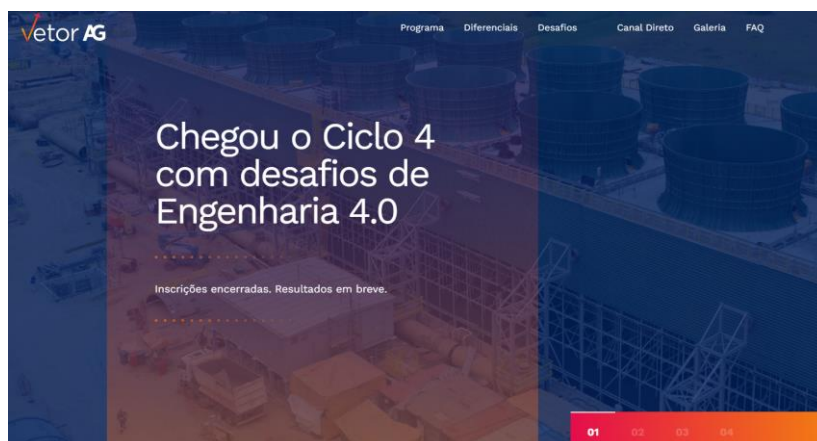 Vetor AG
Programa Diferenciais Desafios Canal Direto Galeria FAQ
Chegou o Ciclo 4
com desafios de
Engenharia 4.0
Inscrições encerradas. Resultados em breve.
01 02 03 04